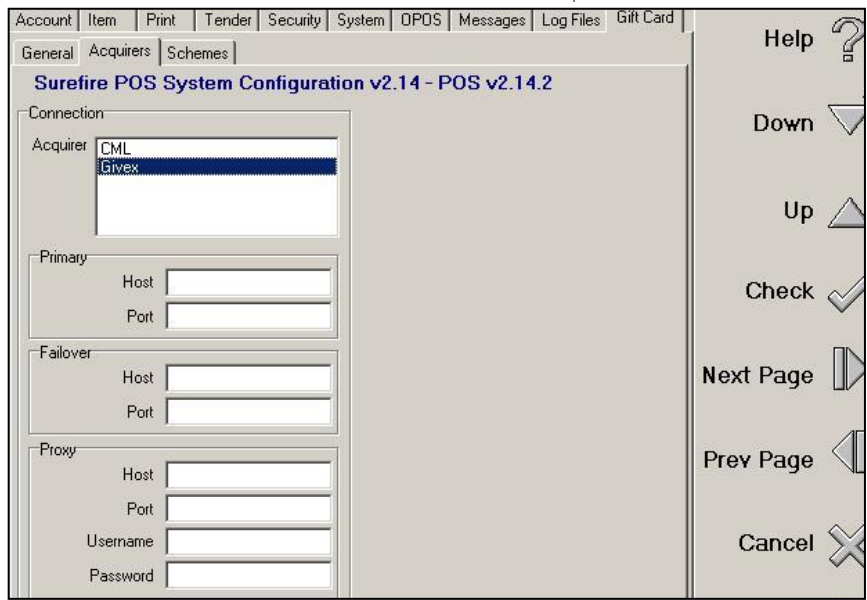 Account Item Print Tender Security System OPOS Messages Log Files Gift Card
General Acquirers Schemes
Surefire POS System Configuration v2.14 - POS v2.14.2
Connection
Acquirer
CML
Givex
Primary
Host
Port
Failover
Host
Port
Proxy
Host
Port
Username
Password
Help
Down
Up
Check
Next Page
Prev Page
Cancel